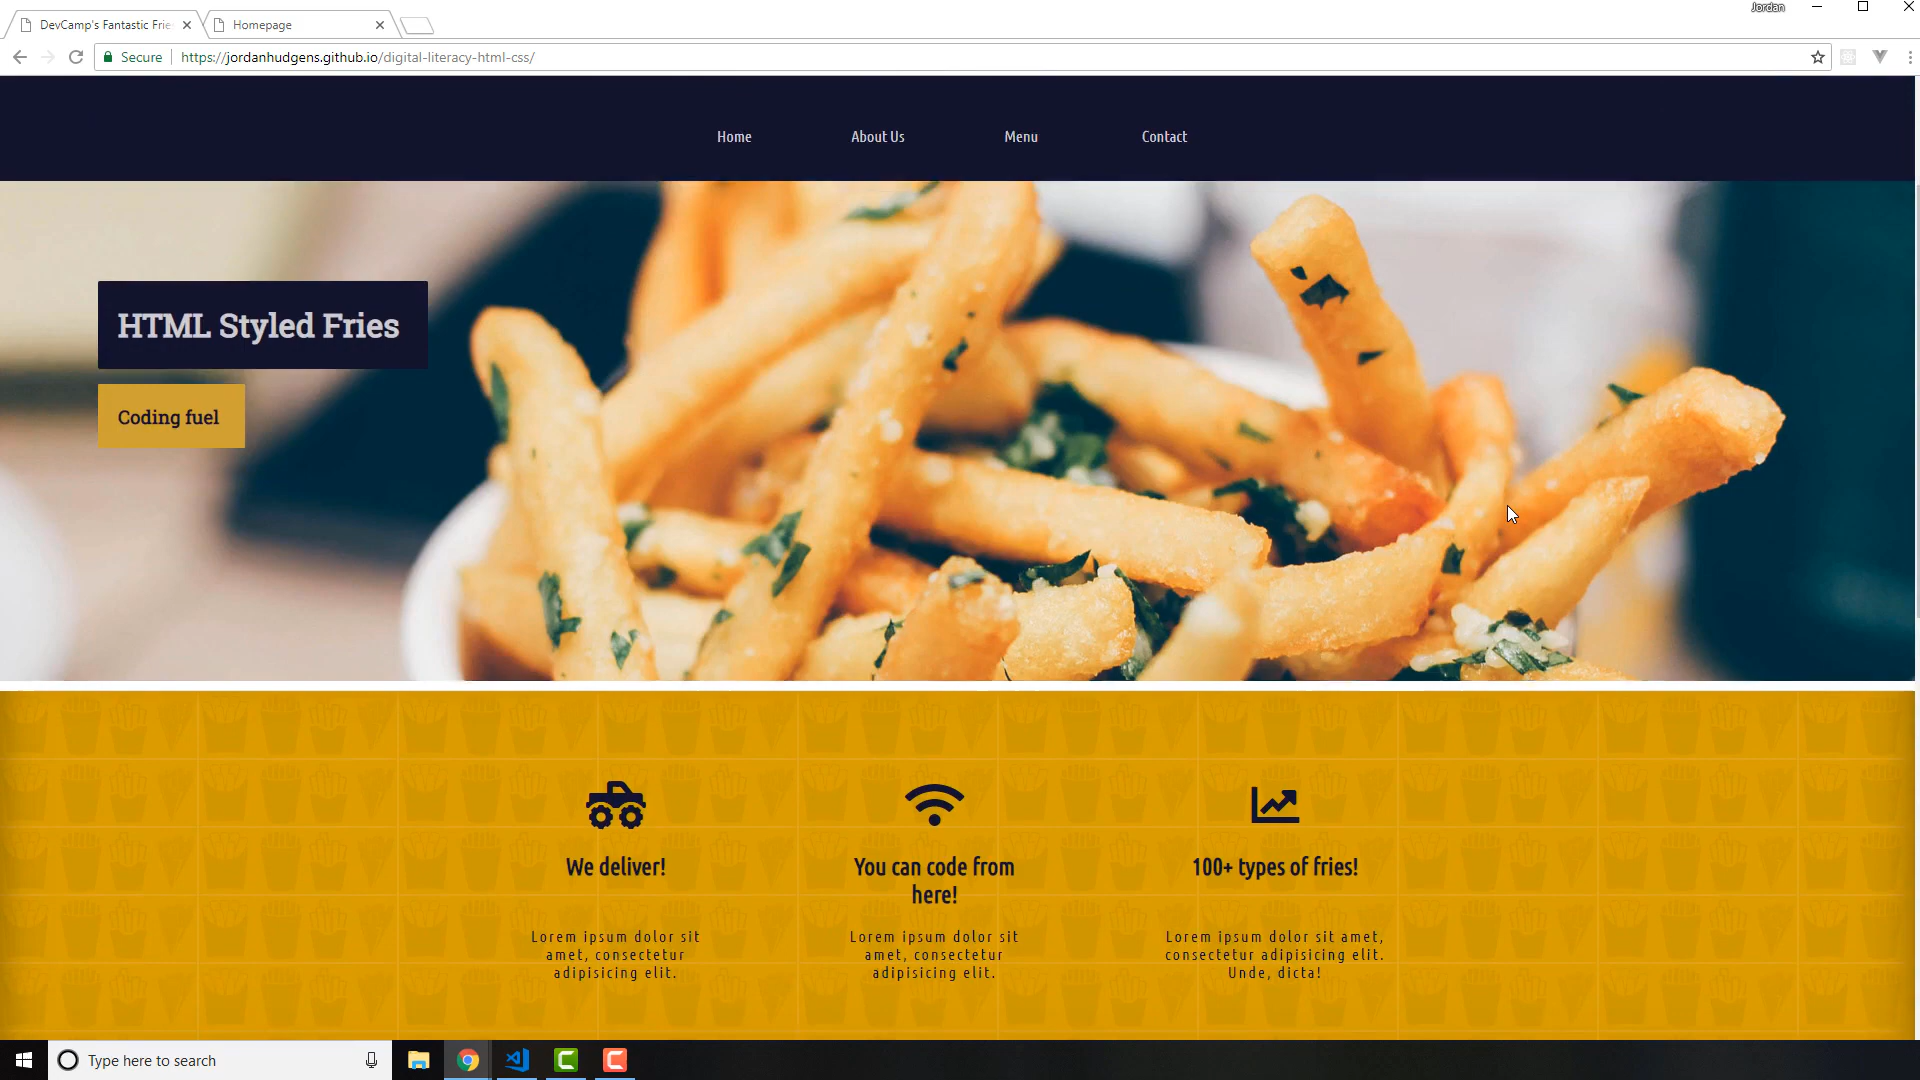 DevCamp's Fantastic Frie
Homepage
Jordan
Secure
https://jordanhudgens.github.io/digital-literacy-html-css/
Home About Us Menu Contact
HTML Styled Fries
Coding fuel
We deliver!
Lorem ipsum dolor sit
amet, consectetur
adipisicing elit.
You can code from
here!
Lorem ipsum dolor sit
amet, consectetur
adipisicing elit.
100+ types of fries!
Lorem ipsum dolor sit amet,
consectetur adipisicing elit.
Unde, dicta!
Type here to search